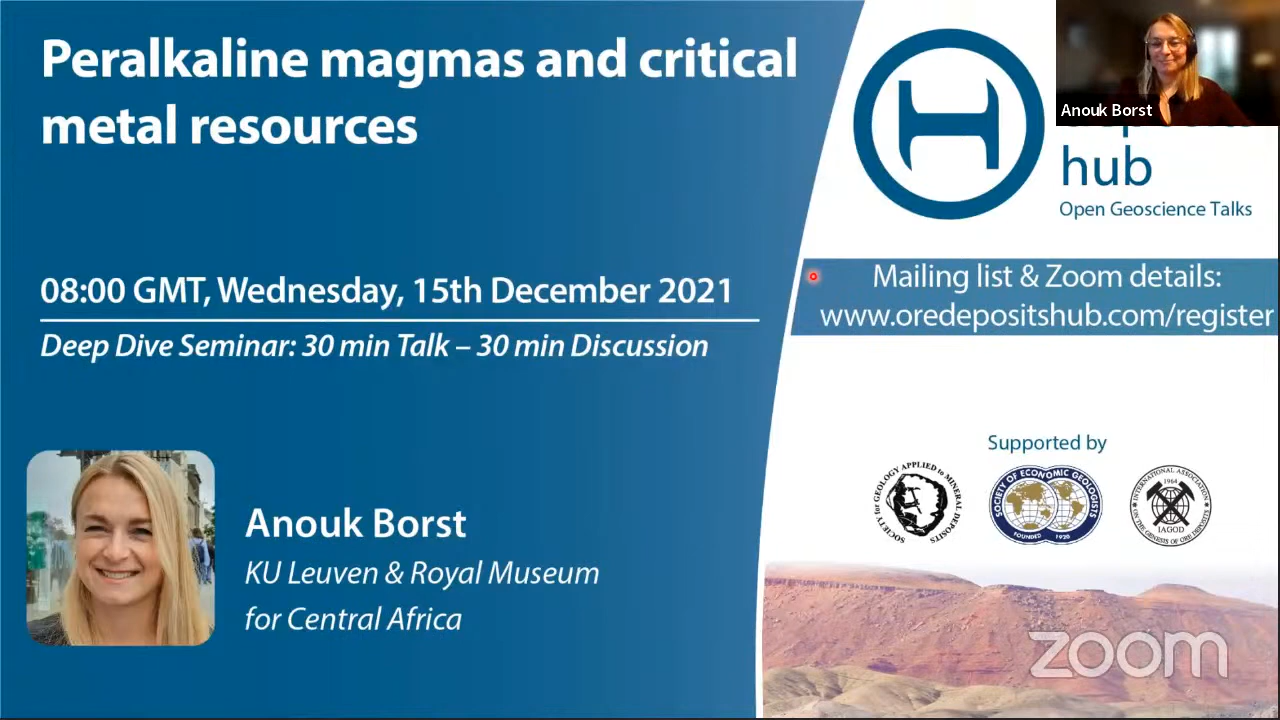 Peralkaline magmas and critical
metal resources
08:00 GMT, Wednesday, 15th December 2021
Deep Dive Seminar: 30 min Talk – 30 min Discussion
Anouk Borst
KU Leuven & Royal Museum
for Central Africa
Anouk Borst
hub
Open Geoscience Talks
Mailing list & Zoom details:
www.oredepositshub.com/register
Supported by
SOCIETY for GEOLOGY APPLIED to MINERAL DEPOSITS
SOCIETY OF ECONOMIC GEOLOGISTS
FOUNDED 1920
INTERNATIONAL ASSOCIATION
ON THE GENESIS OF ORE DEPOSITS
1964
IAGOD
zoom